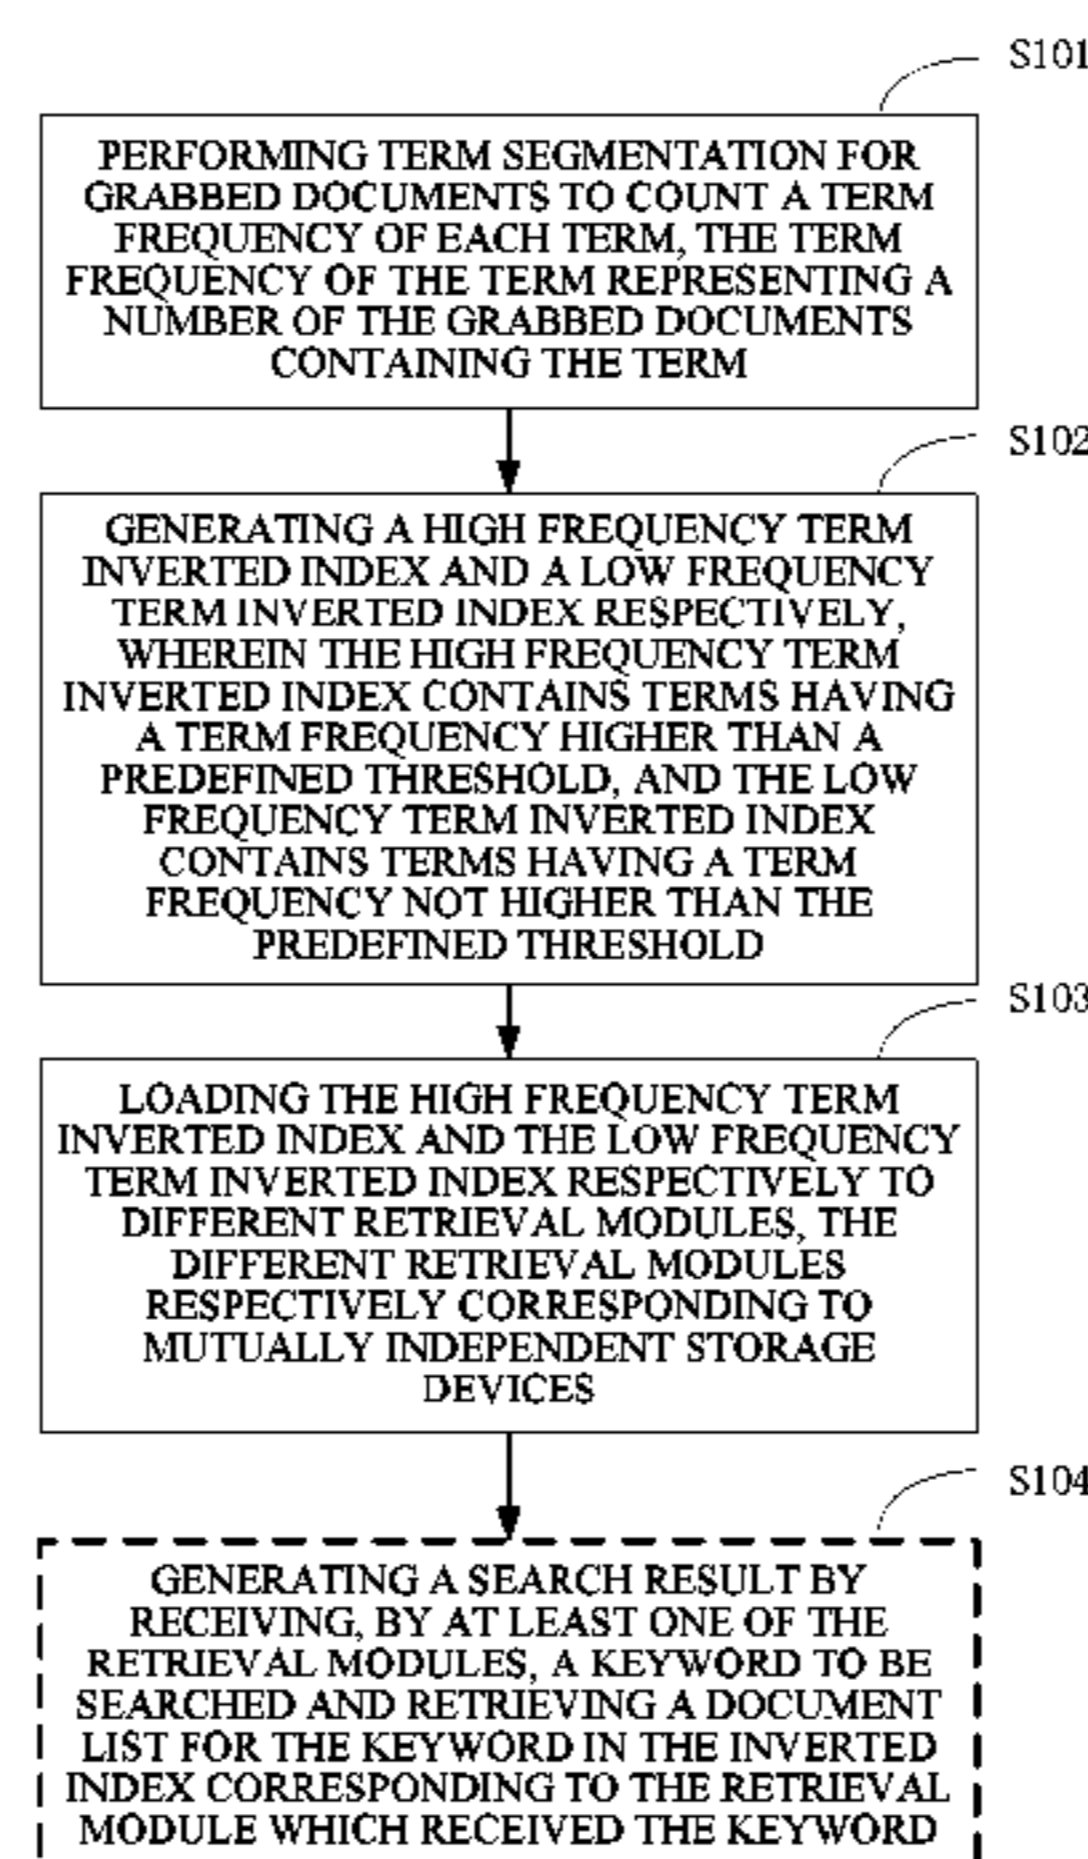 S101
PERFORMING TERM SEGMENTATION FOR
GRABBED DOCUMENTS TO COUNT A TERM
FREQUENCY OF EACH TERM, THE TERM
FREQUENCY OF THE TERM REPRESENTING A
NUMBER OF THE GRABBED DOCUMENTS
CONTAINING THE TERM
S102
GENERATING A HIGH FREQUENCY TERM
INVERTED INDEX AND A LOW FREQUENCY
TERM INVERTED INDEX RESPECTIVELY,
WHEREIN THE HIGH FREQUENCY TERM
INVERTED INDEX CONTAINS TERMS HAVING
A TERM FREQUENCY HIGHER THAN A
PREDEFINED THRESHOLD, AND THE LOW
FREQUENCY TERM INVERTED INDEX
CONTAINS TERMS HAVING A TERM
FREQUENCY NOT HIGHER THAN THE
PREDEFINED THRESHOLD
S103
LOADING THE HIGH FREQUENCY TERM
INVERTED INDEX AND THE LOW FREQUENCY
TERM INVERTED INDEX RESPECTIVELY TO
DIFFERENT RETRIEVAL MODULES, THE
DIFFERENT RETRIEVAL MODULES
RESPECTIVELY CORRESPONDING TO
MUTUALLY INDEPENDENT STORAGE
DEVICES
S104
GENERATING A SEARCH RESULT BY
RECEIVING, BY AT LEAST ONE OF THE
RETRIEVAL MODULES, A KEYWORD TO BE
SEARCHED AND RETRIEVING A DOCUMENT
LIST FOR THE KEYWORD IN THE INVERTED
INDEX CORRESPONDING TO THE RETRIEVAL
MODULE WHICH RECEIVED THE KEYWORD